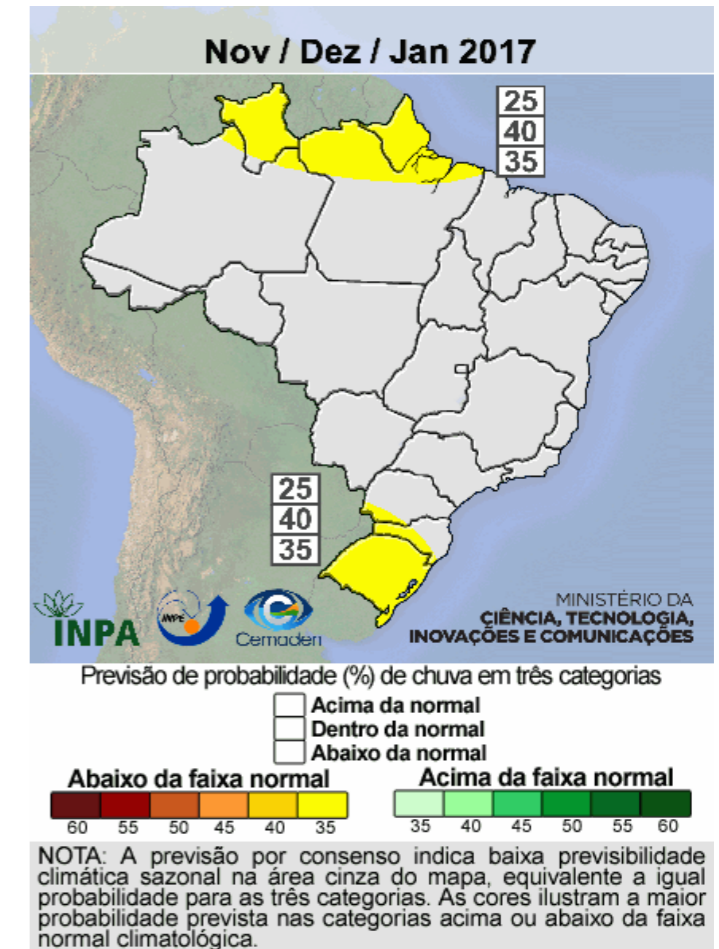 Nov / Dez / Jan 2017
25
40
35
25
40
35
INPA
INPE
Cemaden
MINISTÉRIO DA
CIÊNCIA, TECNOLOGIA,
INOVAÇÕES E COMUNICAÇÕES
Previsão de probabilidade (%) de chuva em três categorias
Acima da normal
Dentro da normal
Abaixo da normal
Abaixo da faixa normal
Acima da faixa normal
60 55 50 45 40 35
35 40 45 50 55 60
NOTA: A previsão por consenso indica baixa previsibilidade
climática sazonal na área cinza do mapa, equivalente a igual
probabilidade para as três categorias. As cores ilustram a maior
probabilidade prevista nas categorias acima ou abaixo da faixa
normal climatológica.